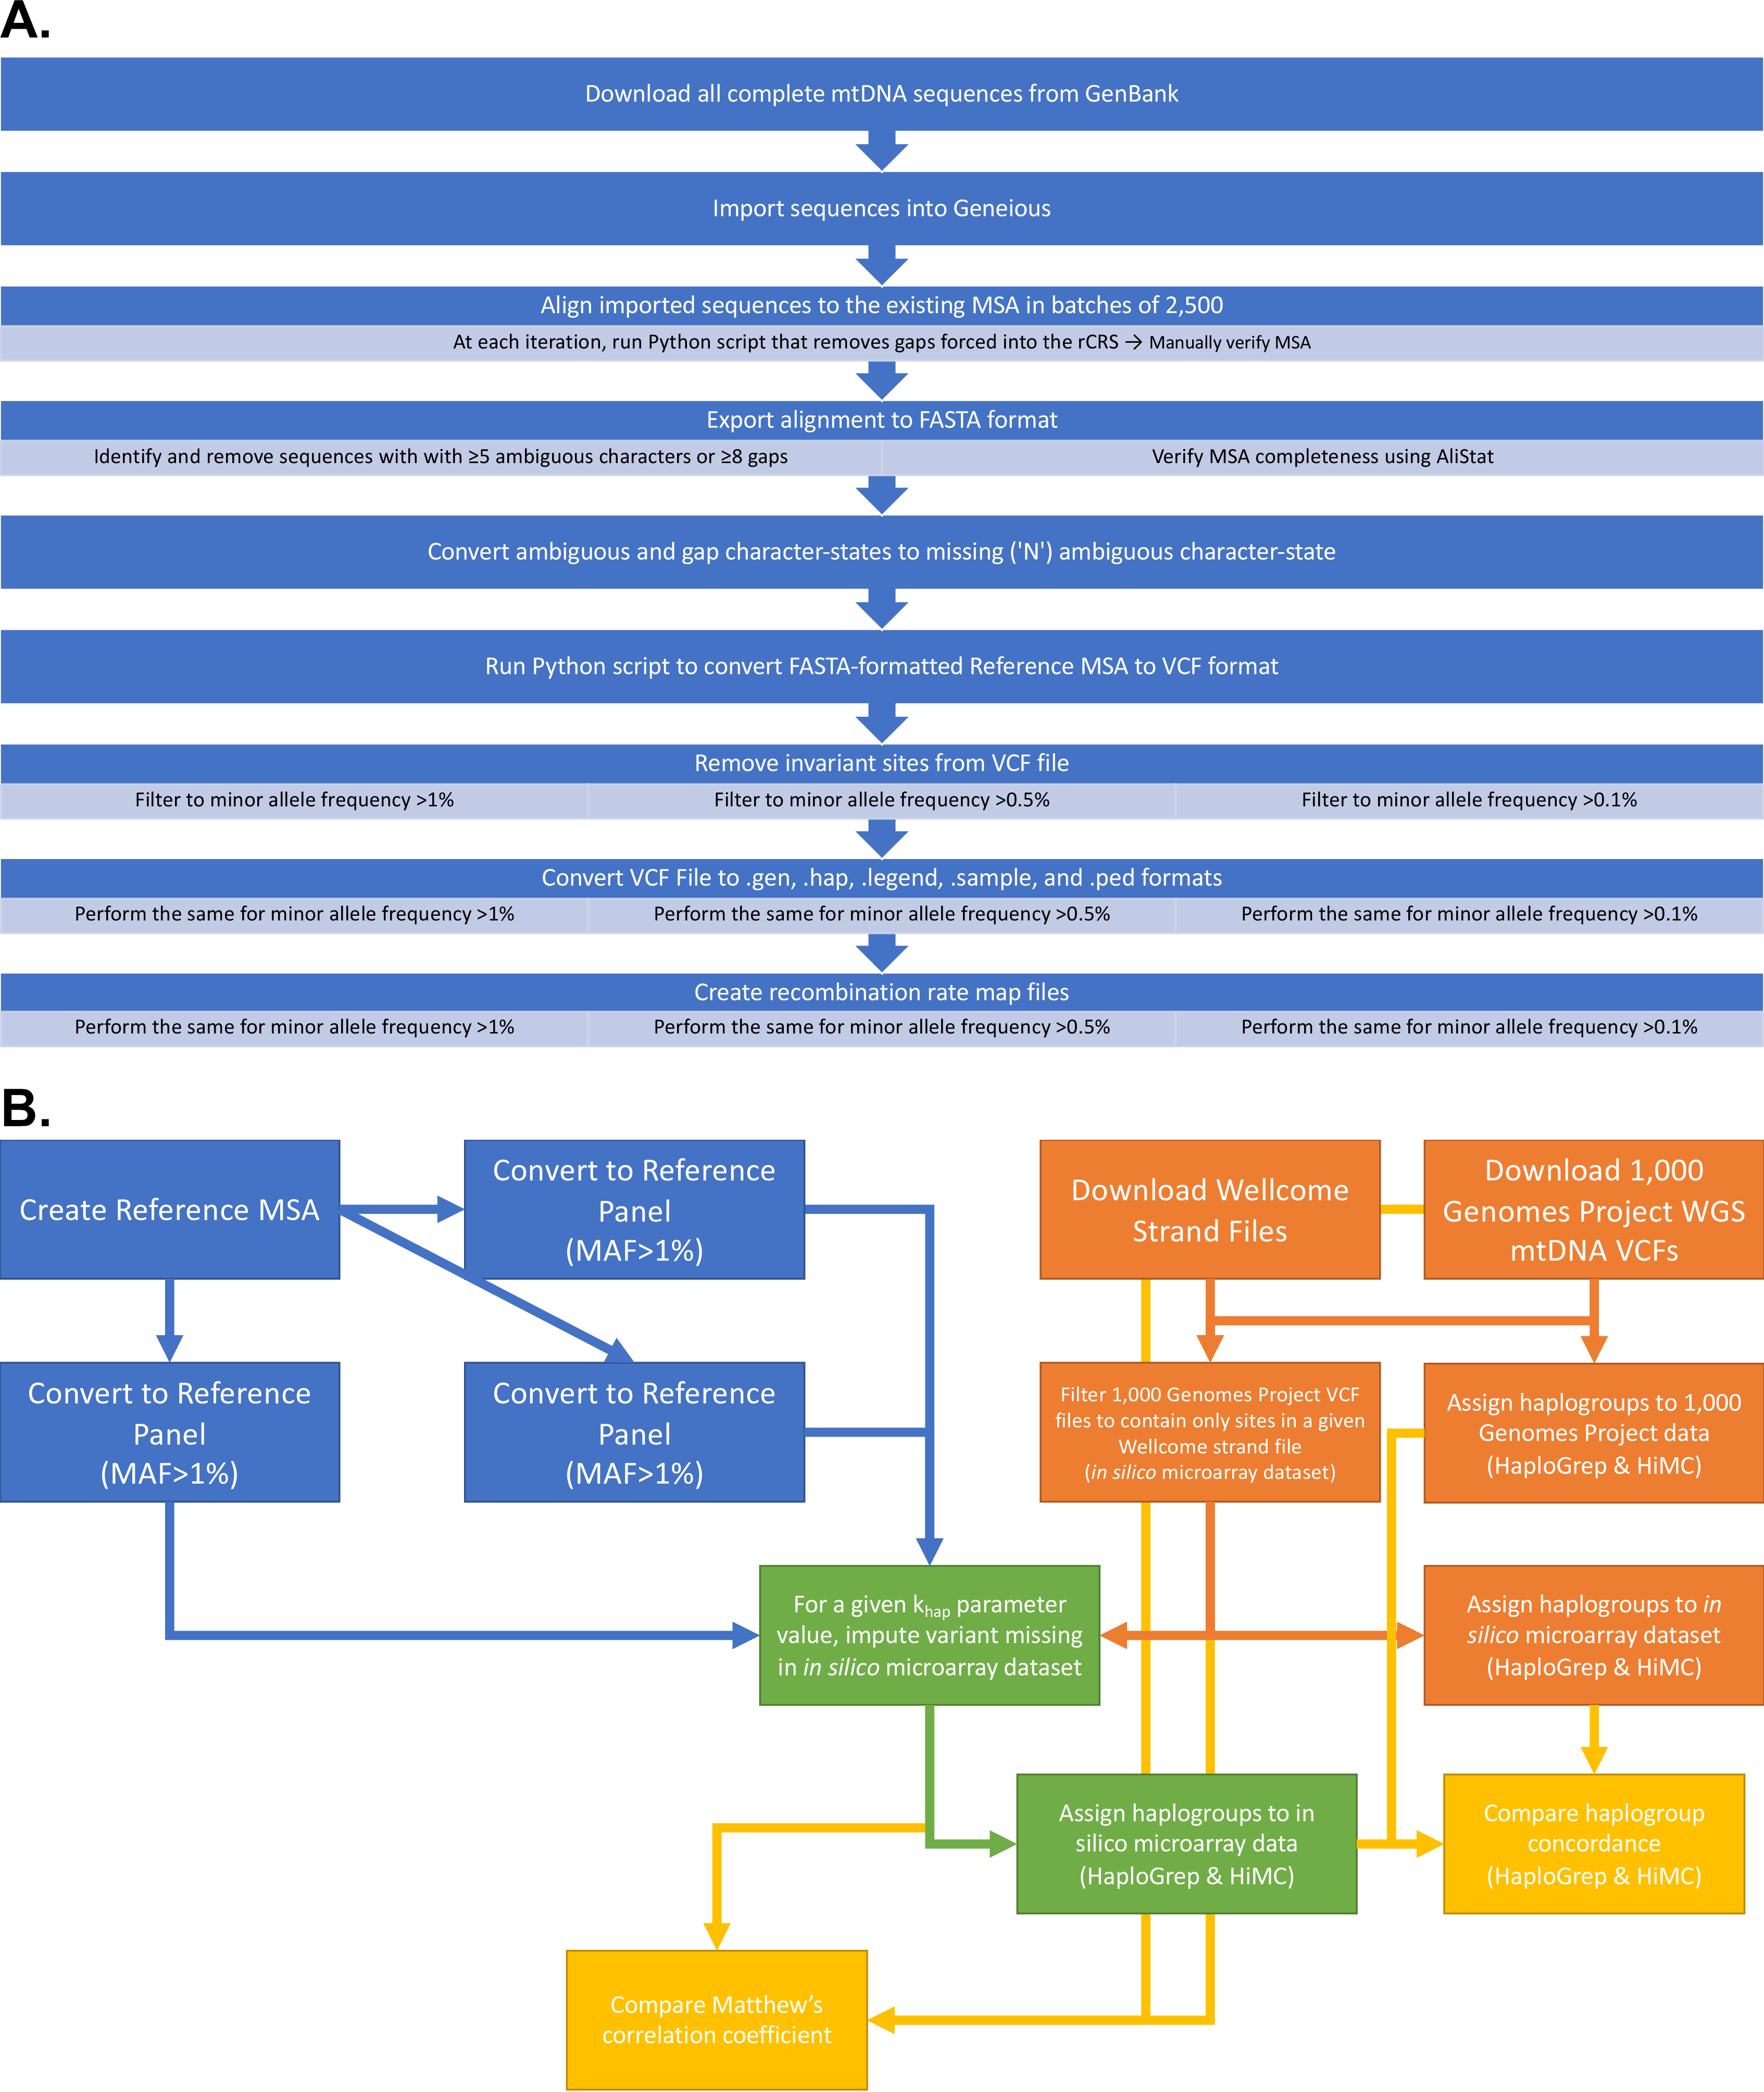 A.
Download all complete mtDNA sequences from GenBank
Import sequences into Geneious
Align imported sequences to the existing MSA in batches of 2,500
At each iteration, run Python script that removes gaps forced into the rCRS → Manually verify MSA
Export alignment to FASTA format
Identify and remove sequences with with ≥5 ambiguous characters or ≥8 gaps
Verify MSA completeness using AliStat
Convert ambiguous and gap character-states to missing ('N') ambiguous character-state
Run Python script to convert FASTA-formatted Reference MSA to VCF format
Remove invariant sites from VCF file
Filter to minor allele frequency >1%
Filter to minor allele frequency >0.5%
Filter to minor allele frequency >0.1%
Convert VCF File to .gen, .hap, .legend, .sample, and .ped formats
Perform the same for minor allele frequency >1%
Perform the same for minor allele frequency >0.5%
Perform the same for minor allele frequency >0.1%
Create recombination rate map files
Perform the same for minor allele frequency >1%
Perform the same for minor allele frequency >0.5%
Perform the same for minor allele frequency >0.1%
B.
Create Reference MSA
Convert to Reference
Panel
(MAF>1%)
Download Wellcome
Strand Files
Download 1,000
Genomes Project WGS
mtDNA VCFs
Convert to Reference
Panel
(MAF>1%)
Convert to Reference
Panel
(MAF>1%)
Filter 1,000 Genomes Project VCF
files to contain only sites in a given
Wellcome strand file
(in silico microarray dataset)
Assign haplogroups to 1,000
Genomes Project data
(HaploGrep & HiMC)
For a given khap parameter
value, impute variant missing
in in silico microarray dataset
Assign haplogroups to in
silico microarray dataset
(HaploGrep & HiMC)
Assign haplogroups to in
silico microarray data
(HaploGrep & HiMC)
Compare haplogroup
concordance
(HaploGrep & HiMC)
Compare Matthew’s
correlation coefficient